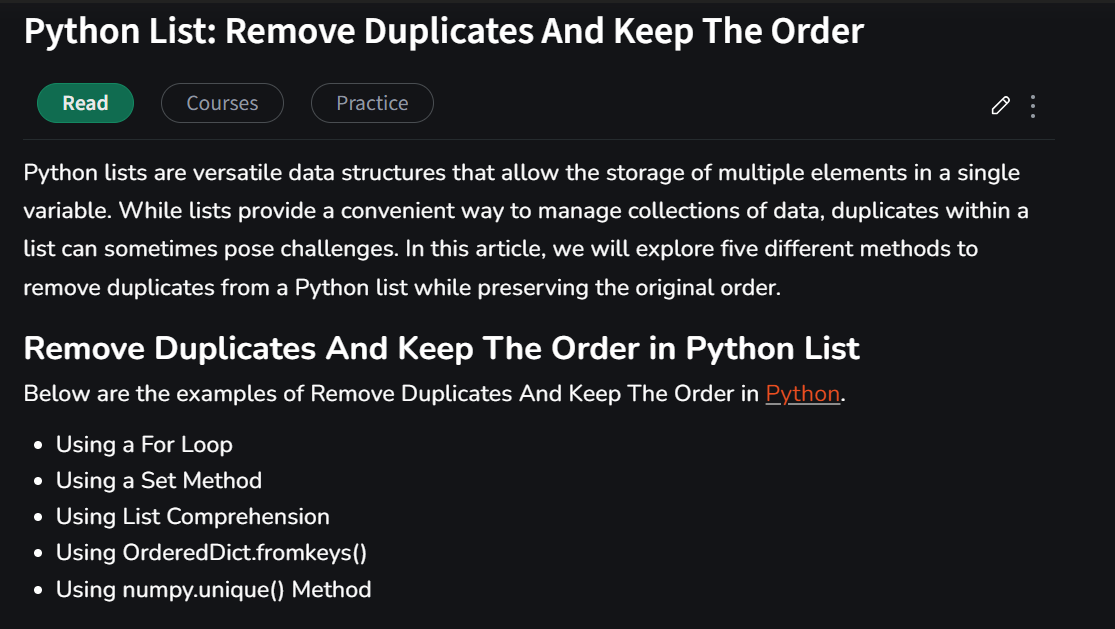 Python List: Remove Duplicates And Keep The Order
Read
Courses
Practice
Python lists are versatile data structures that allow the storage of multiple elements in a single
variable. While lists provide a convenient way to manage collections of data, duplicates within a
list can sometimes pose challenges. In this article, we will explore five different methods to
remove duplicates from a Python list while preserving the original order.
Remove Duplicates And Keep The Order in Python List
Below are the examples of Remove Duplicates And Keep The Order in Python.
• Using a For Loop
• Using a Set Method
• Using List Comprehension
• Using OrderedDict.fromkeys()
• Using numpy.unique() Method